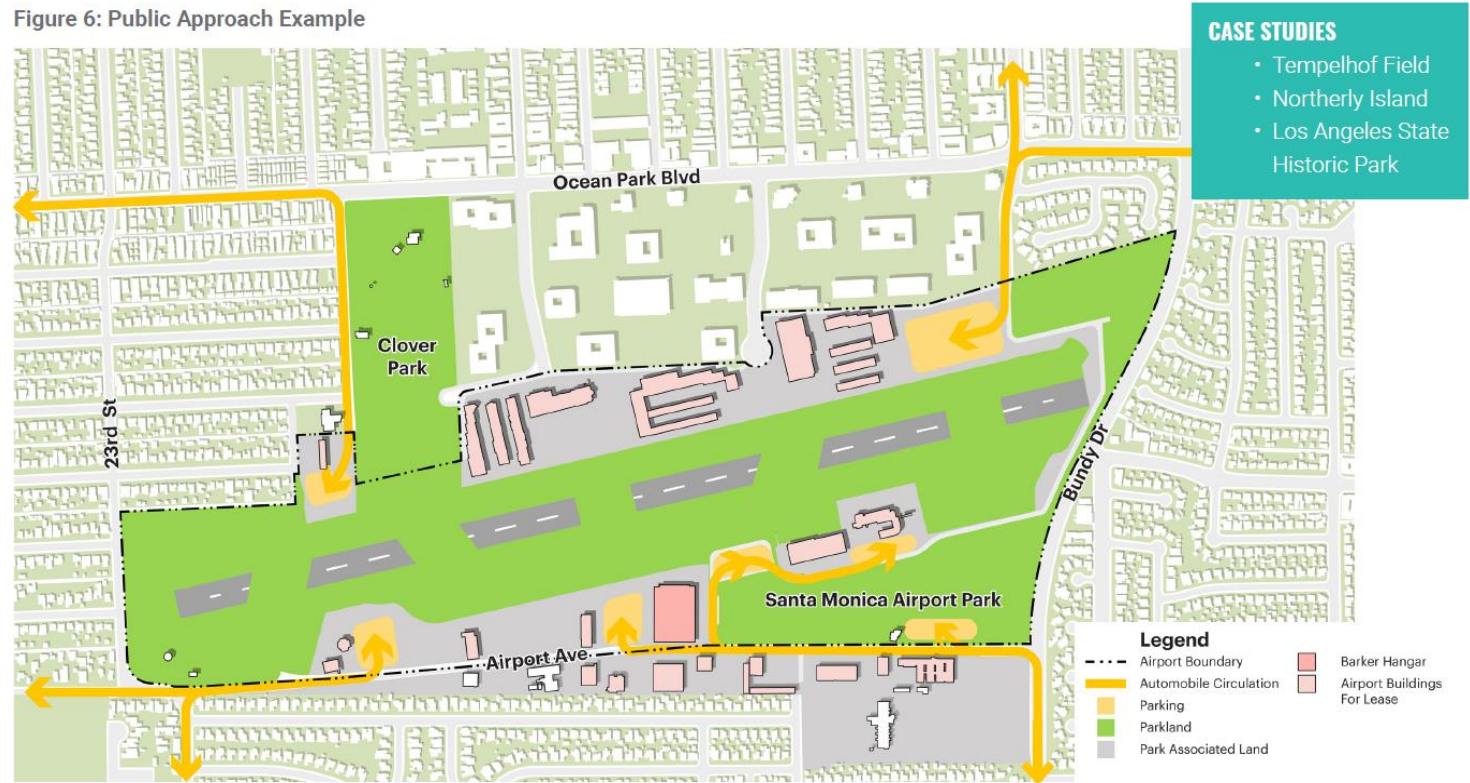 Figure 6: Public Approach Example
CASE STUDIES
• Tempelhof Field
• Northerly Island
• Los Angeles State
Historic Park
Ocean Park Blvd
Clover
Park
23rd St
Bundy Dr
Santa Monica Airport Park
Airport Ave.
Legend
Airport Boundary
Automobile Circulation
Parking
Parkland
Park Associated Land
Barker Hangar
Airport Buildings
For Lease